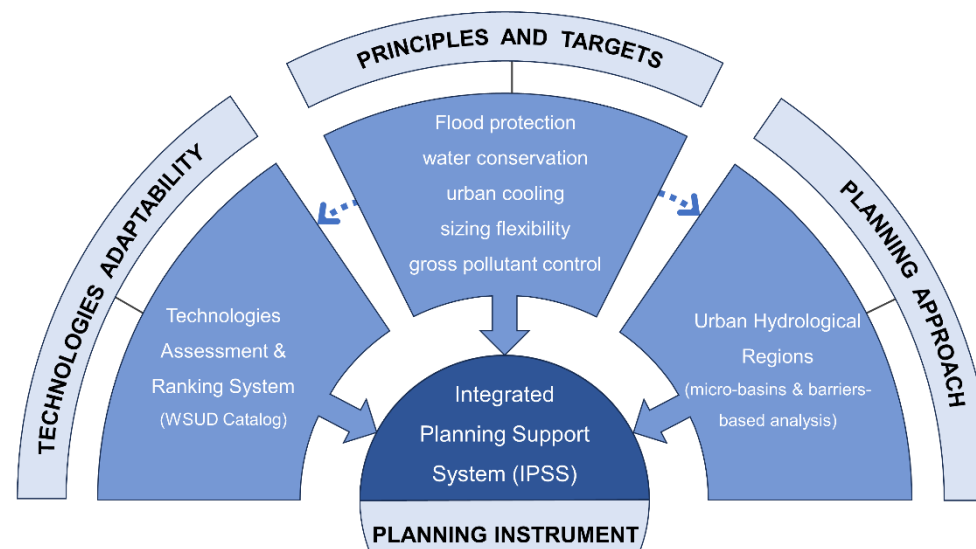 PRINCIPLES AND TARGETS
Flood protection
water conservation
urban cooling
sizing flexibility
gross pollutant control
TECHNOLOGIES ADAPTABILITY
Technologies
Assessment &
Ranking System
(WSUD Catalog)
PLANNING APPROACH
Urban Hydrological
Regions
(micro-basins & barriers-
based analysis)
Integrated
Planning Support
System (IPSS)
PLANNING INSTRUMENT